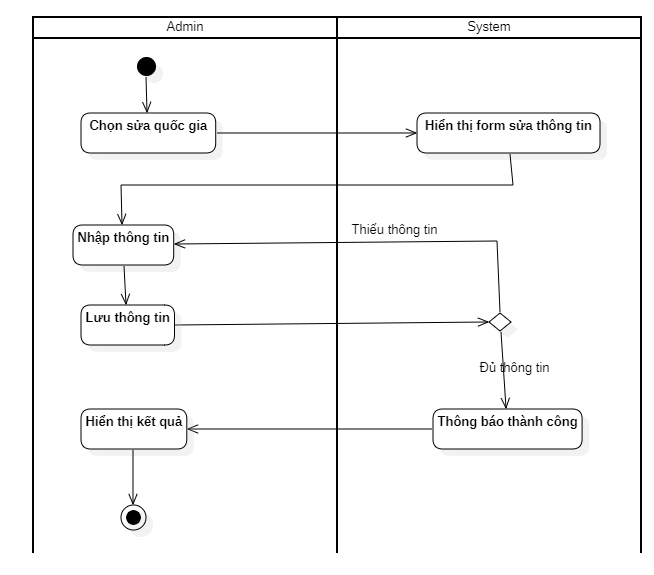 Admin
System
Chọn sửa quốc gia
Hiển thị form sửa thông tin
Nhập thông tin
Thiếu thông tin
Lưu thông tin
Đủ thông tin
Hiển thị kết quả
Thông báo thành công